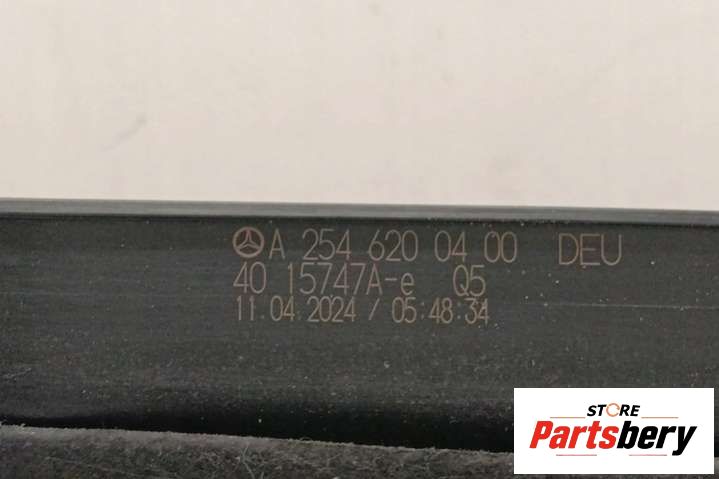 A 254 620 04 00 DEU
40 15747A-e Q5
11.04.2024 / 05:48:34
STORE
Partsbery